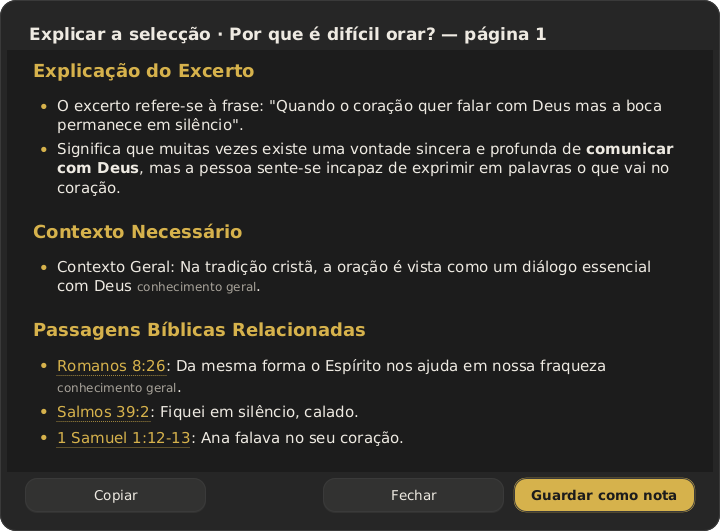 Explicar a selecção · Por que é difícil orar? — página 1
Explicação do Excerto
• O excerto refere-se à frase: "Quando o coração quer falar com Deus mas a boca
permanece em silêncio".
• Significa que muitas vezes existe uma vontade sincera e profunda de comunicar
com Deus, mas a pessoa sente-se incapaz de exprimir em palavras o que vai no
coração.
Contexto Necessário
• Contexto Geral: Na tradição cristã, a oração é vista como um diálogo essencial
com Deus conhecimento geral.
Passagens Bíblicas Relacionadas
• Romanos 8:26: Da mesma forma o Espírito nos ajuda em nossa fraqueza
conhecimento geral.
• Salmos 39:2: Fiquei em silêncio, calado.
• 1 Samuel 1:12-13: Ana falava no seu coração.
Copiar
Fechar
Guardar como nota